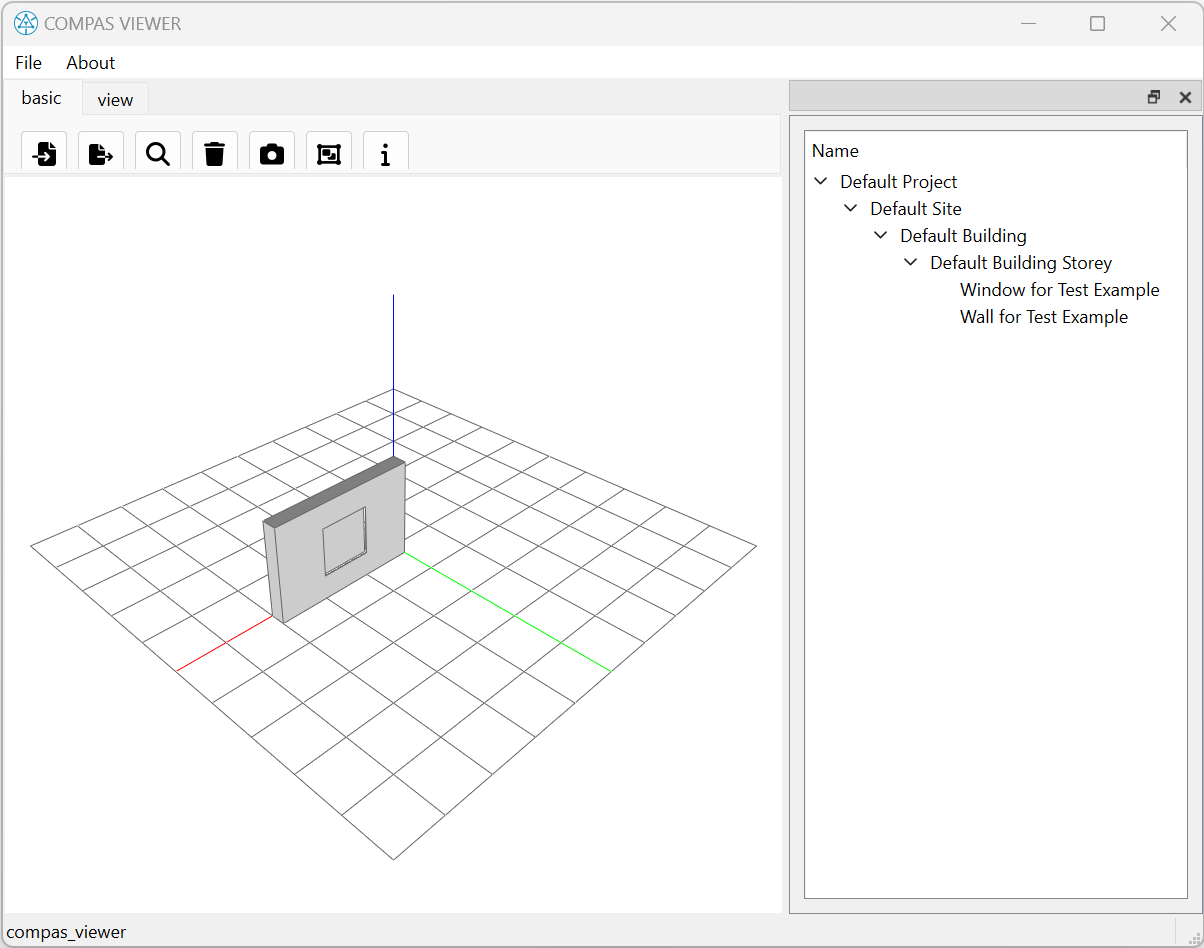 COMPAS VIEWER
File About
basic view
Name
Default Project
Default Site
Default Building
Default Building Storey
Window for Test Example
Wall for Test Example
compas_viewer